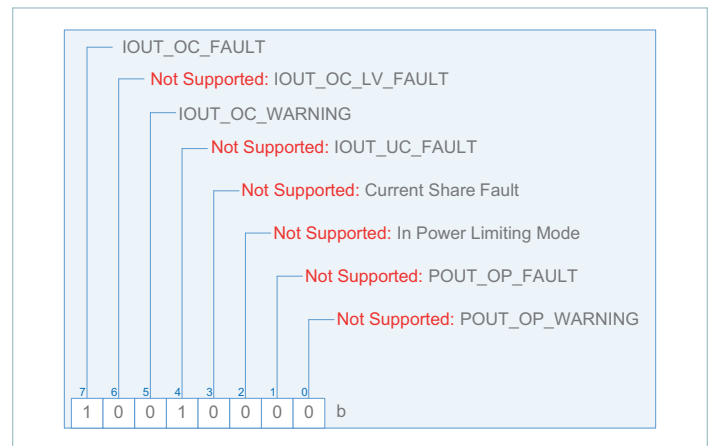 IOUT_OC_FAULT
Not Supported: IOUT_OC_LV_FAULT
IOUT_OC_WARNING
Not Supported: IOUT_UC_FAULT
Not Supported: Current Share Fault
Not Supported: In Power Limiting Mode
Not Supported: POUT_OP_FAULT
Not Supported: POUT_OP_WARNING
7 6 5 4 3 2 1 0
1 0 0 1 0 0 0 0 b